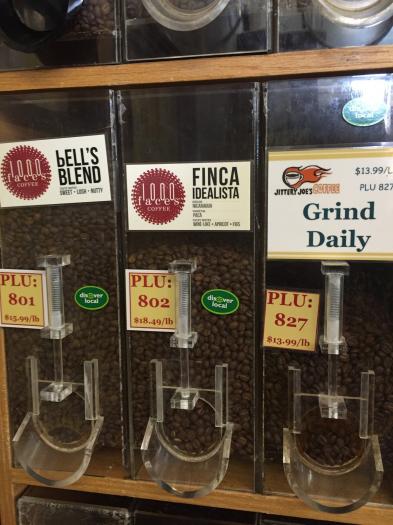 1000
faces
COFFEE
bELL'S
BLEND
SWEET • LUSH • NUTTY
1000
faces
COFFEE
FINCA
IDEALISTA
NICARAGUA
PACA
WINE-LIKE • APRICOT • FIGS
JITTERY JOE'S COFFEE
$13.99/L
PLU 827
Grind
Daily
discover
local
PLU:
801
$15.99/lb
discover
local
PLU:
802
$18.49/lb
discover
local
PLU:
827
$13.99/lb